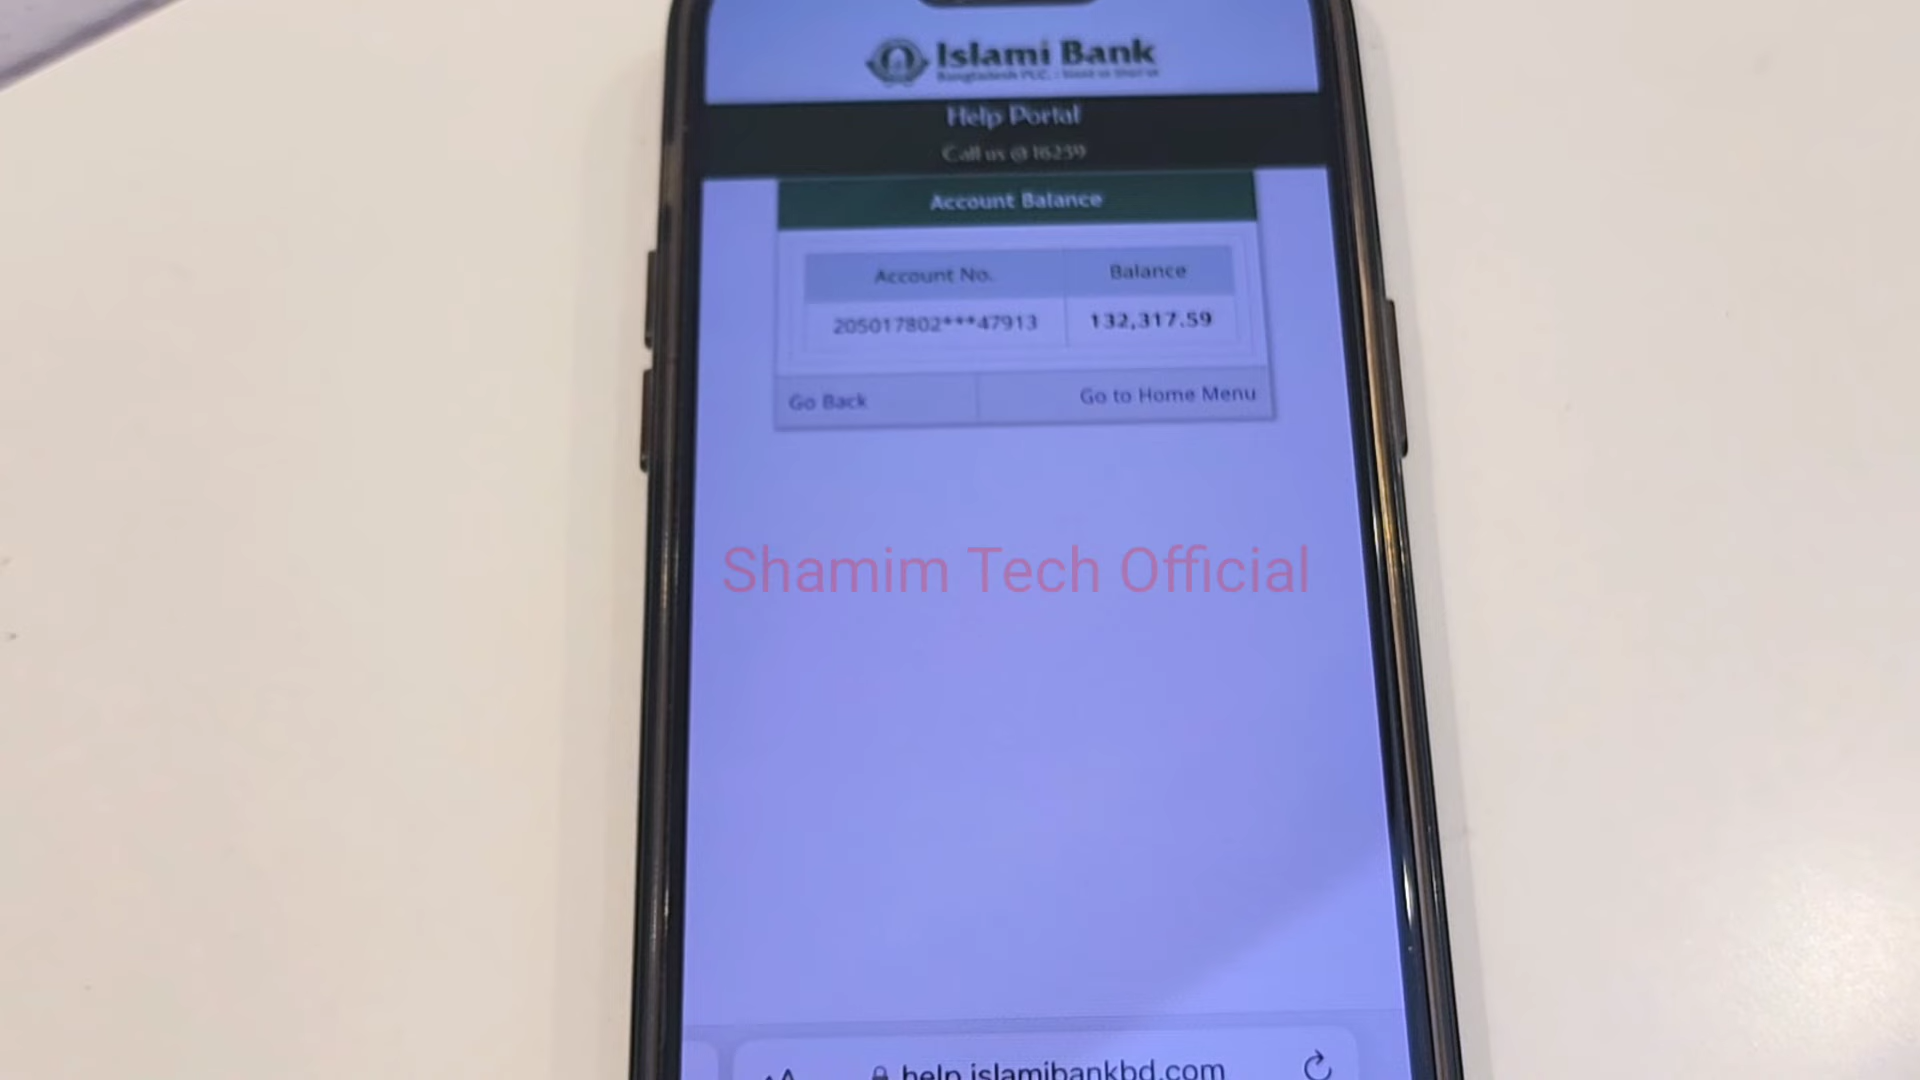 Islami Bank
Help Portal
Call us @ 16259
Account Balance
Account No. Balance
205017802***47913 132,317.59
Go Back Go to Home Menu
Shamim Tech Official
help.islamibankbd.com